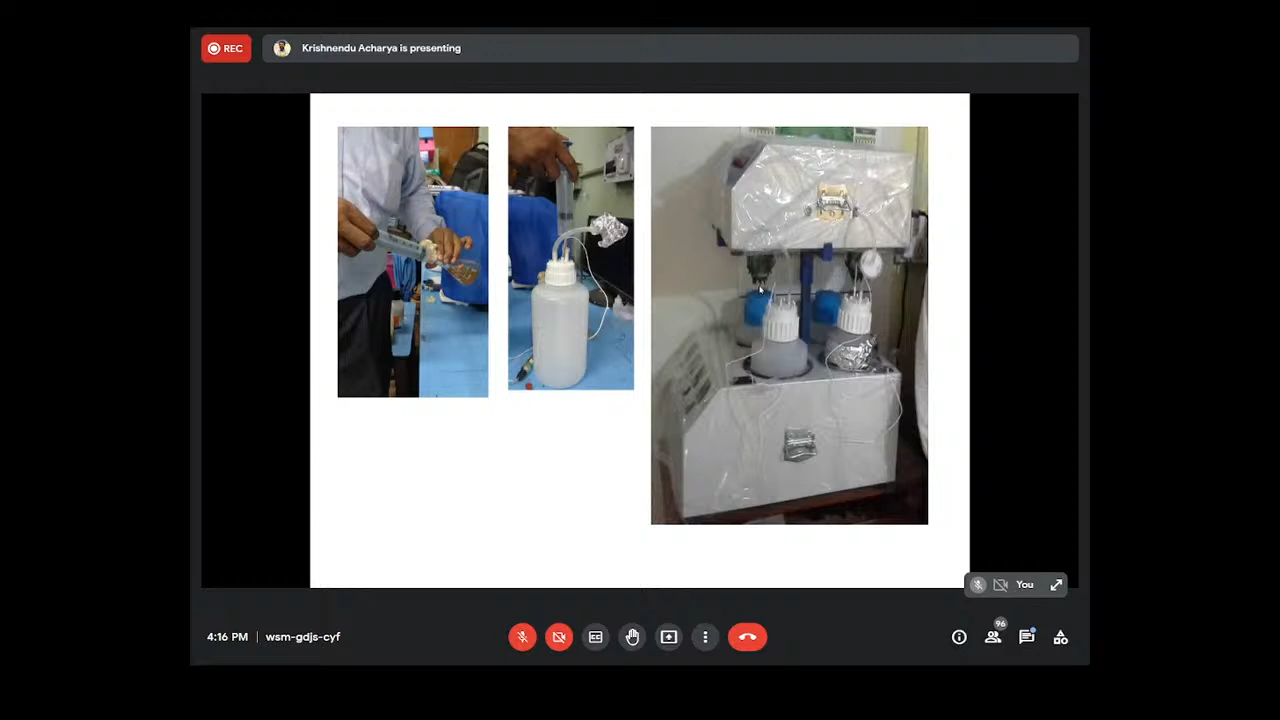 REC
Krishnendu Acharya is presenting
You
4:16 PM | wsm-gdjs-cyf
96